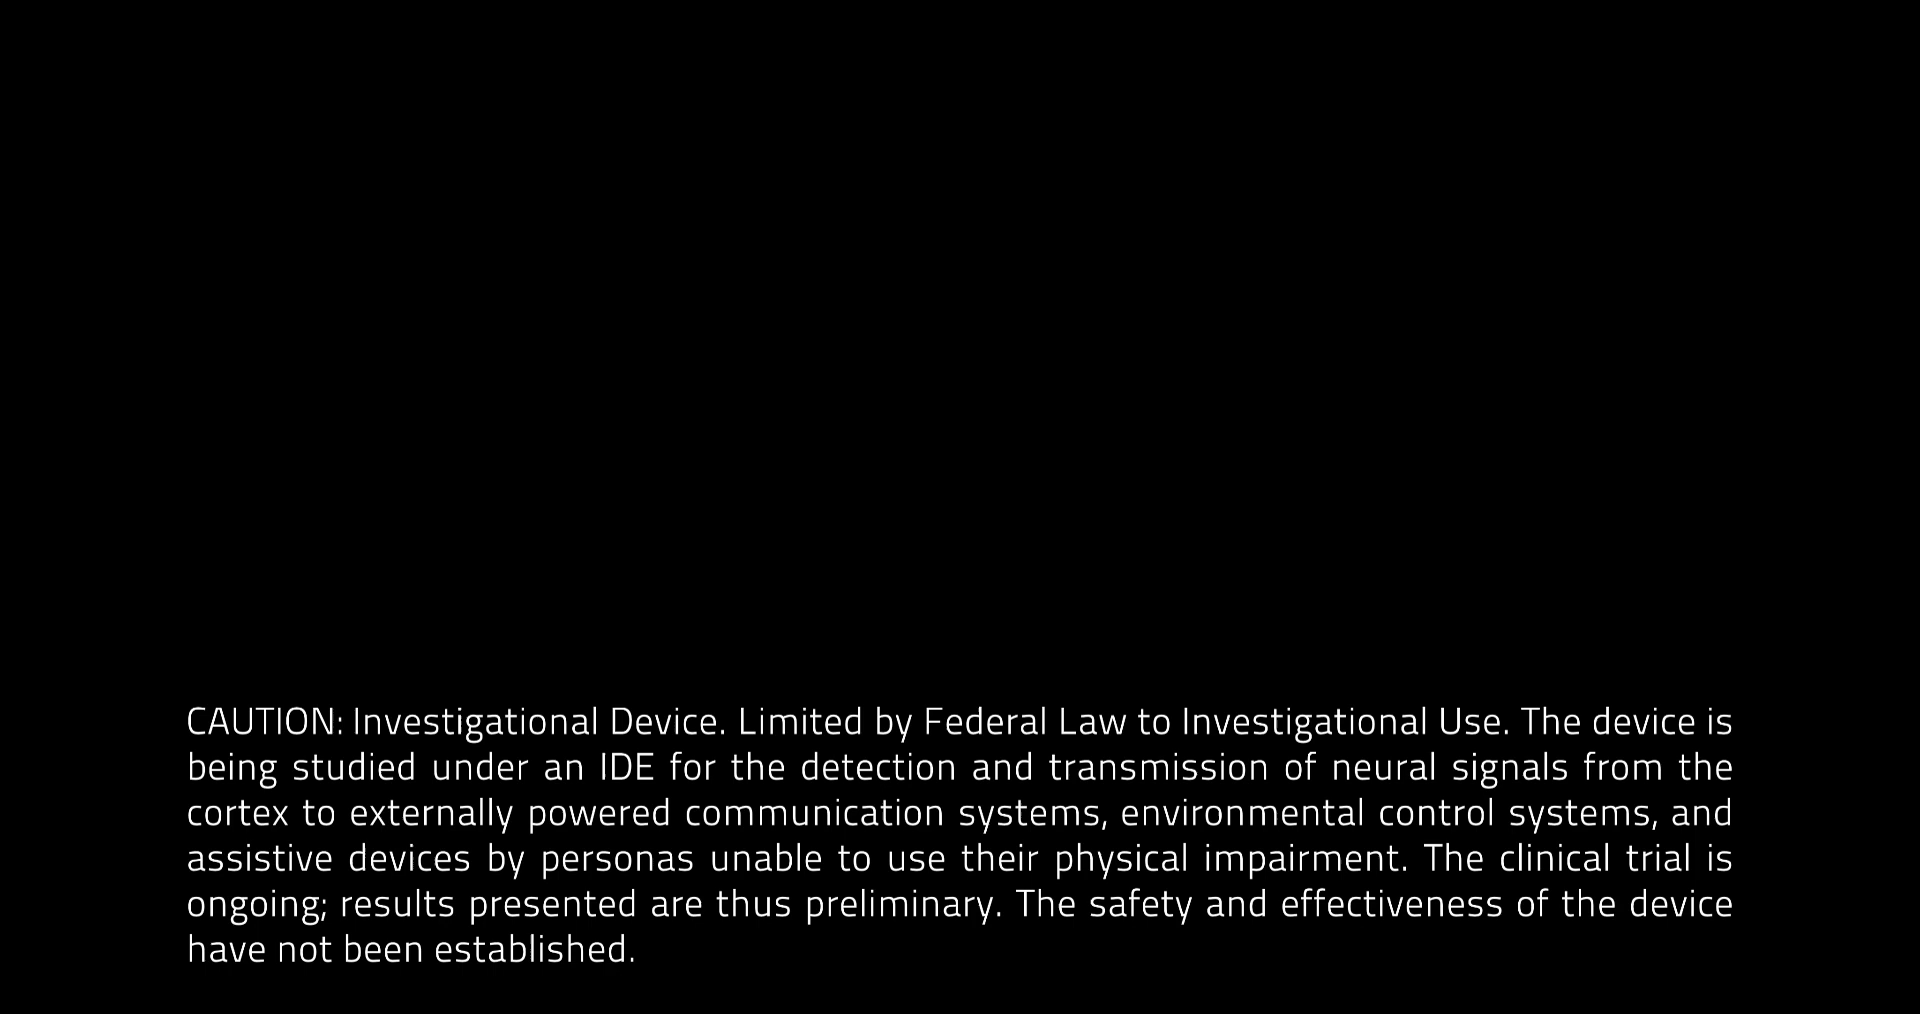 CAUTION: Investigational Device. Limited by Federal Law to Investigational Use. The device is
being studied under an IDE for the detection and transmission of neural signals from the
cortex to externally powered communication systems, environmental control systems, and
assistive devices by personas unable to use their physical impairment. The clinical trial is
ongoing; results presented are thus preliminary. The safety and effectiveness of the device
have not been established.